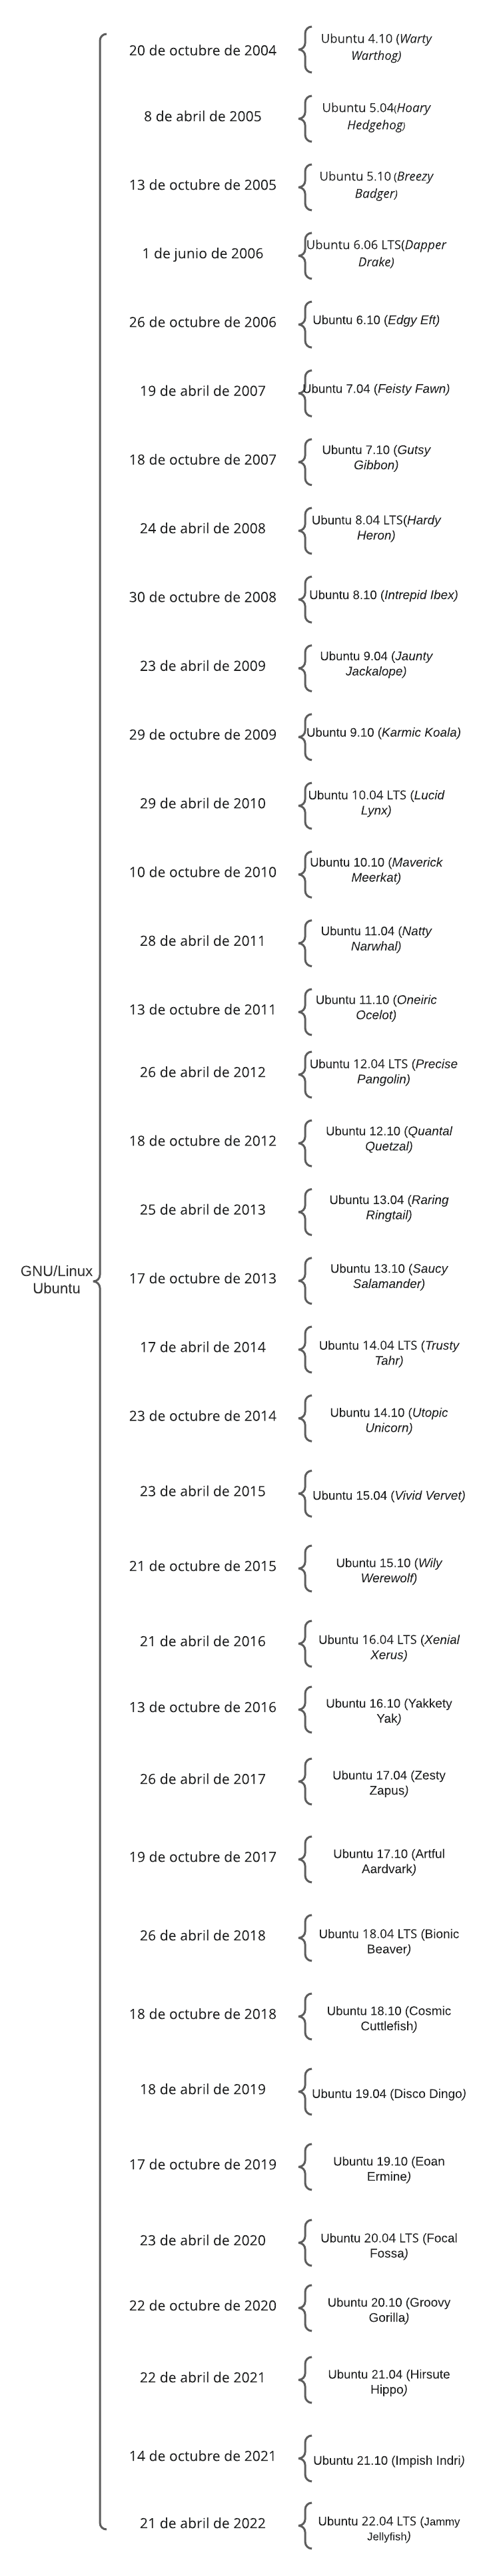 20 de octubre de 2004
Ubuntu 4.10 (Warty
Warthog)
8 de abril de 2005
Ubuntu 5.04(Hoary
Hedgehog)
13 de octubre de 2005
Ubuntu 5.10 (Breezy
Badger)
1 de junio de 2006
Ubuntu 6.06 LTS(Dapper
Drake)
26 de octubre de 2006
Ubuntu 6.10 (Edgy Eft)
19 de abril de 2007
Ubuntu 7.04 (Feisty Fawn)
18 de octubre de 2007
Ubuntu 7.10 (Gutsy
Gibbon)
24 de abril de 2008
Ubuntu 8.04 LTS(Hardy
Heron)
30 de octubre de 2008
Ubuntu 8.10 (Intrepid Ibex)
23 de abril de 2009
Ubuntu 9.04 (Jaunty
Jackalope)
29 de octubre de 2009
Ubuntu 9.10 (Karmic Koala)
29 de abril de 2010
Ubuntu 10.04 LTS (Lucid
Lynx)
10 de octubre de 2010
Ubuntu 10.10 (Maverick
Meerkat)
28 de abril de 2011
Ubuntu 11.04 (Natty
Narwhal)
13 de octubre de 2011
Ubuntu 11.10 (Oneiric
Ocelot)
26 de abril de 2012
Ubuntu 12.04 LTS (Precise
Pangolin)
18 de octubre de 2012
Ubuntu 12.10 (Quantal
Quetzal)
25 de abril de 2013
Ubuntu 13.04 (Raring
Ringtail)
GNU/Linux
Ubuntu
17 de octubre de 2013
Ubuntu 13.10 (Saucy
Salamander)
17 de abril de 2014
Ubuntu 14.04 LTS (Trusty
Tahr)
23 de octubre de 2014
Ubuntu 14.10 (Utopic
Unicorn)
23 de abril de 2015
Ubuntu 15.04 (Vivid Vervet)
21 de octubre de 2015
Ubuntu 15.10 (Wily
Werewolf)
21 de abril de 2016
Ubuntu 16.04 LTS (Xenial
Xerus)
13 de octubre de 2016
Ubuntu 16.10 (Yakkety
Yak)
26 de abril de 2017
Ubuntu 17.04 (Zesty
Zapus)
19 de octubre de 2017
Ubuntu 17.10 (Artful
Aardvark)
26 de abril de 2018
Ubuntu 18.04 LTS (Bionic
Beaver)
18 de octubre de 2018
Ubuntu 18.10 (Cosmic
Cuttlefish)
18 de abril de 2019
Ubuntu 19.04 (Disco Dingo)
17 de octubre de 2019
Ubuntu 19.10 (Eoan
Ermine)
23 de abril de 2020
Ubuntu 20.04 LTS (Focal
Fossa)
22 de octubre de 2020
Ubuntu 20.10 (Groovy
Gorilla)
22 de abril de 2021
Ubuntu 21.04 (Hirsute
Hippo)
14 de octubre de 2021
Ubuntu 21.10 (Impish Indri)
21 de abril de 2022
Ubuntu 22.04 LTS (Jammy
Jellyfish)